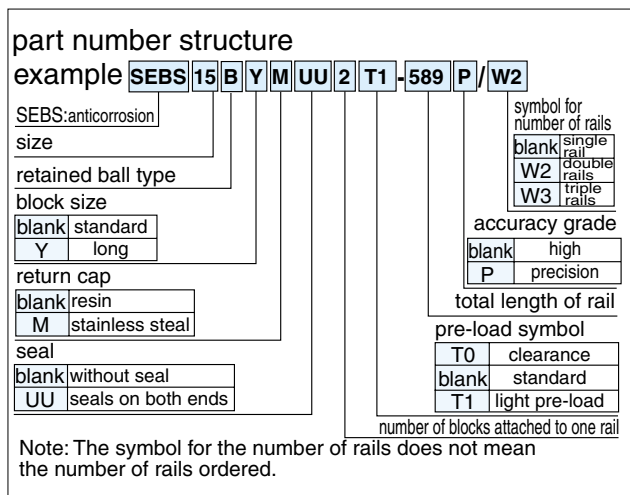 part number structure
example SEBS 15 B Y M UU 2 T1 - 589 P / W2
SEBS:anticorrosion
size
retained ball type
block size
blank standard
Y long
return cap
blank resin
M stainless steal
seal
blank without seal
UU seals on both ends
symbol for
number of rails
blank single
rail
W2 double
rails
W3 triple
rails
accuracy grade
blank high
P precision
total length of rail
pre-load symbol
T0 clearance
blank standard
T1 light pre-load
number of blocks attached to one rail
Note: The symbol for the number of rails does not mean
the number of rails ordered.